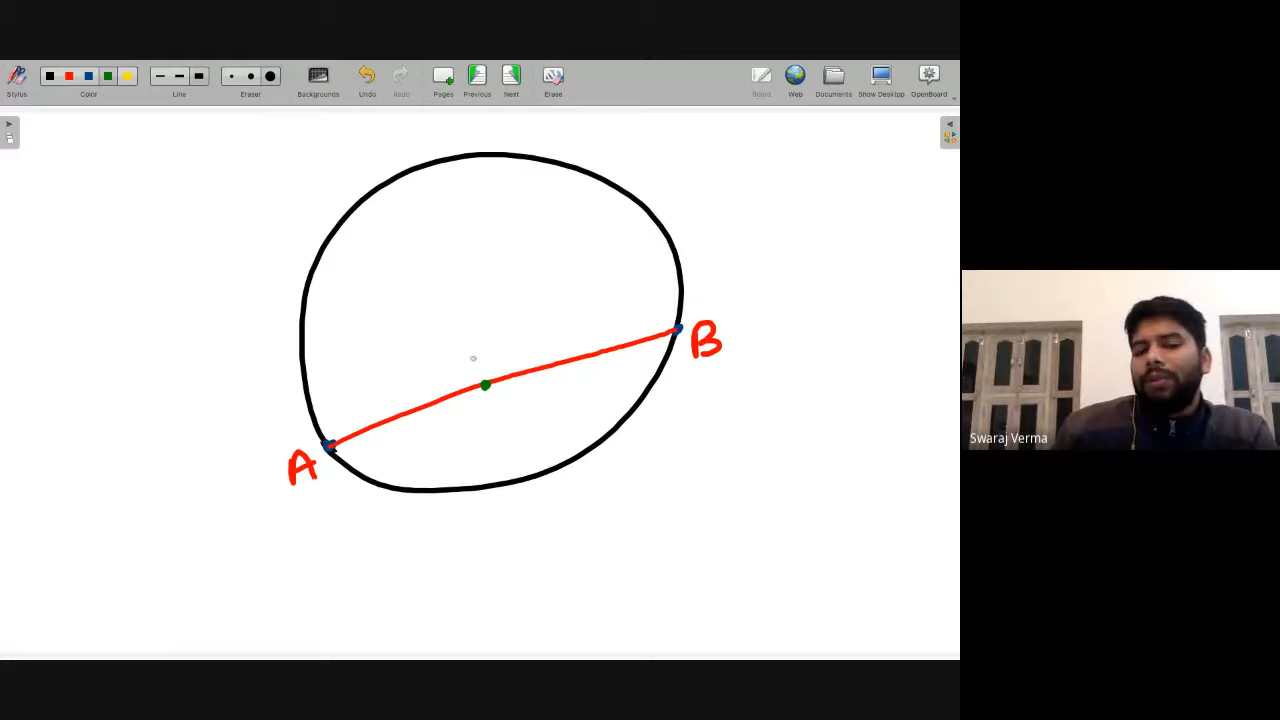 Stylus
Color
Line
Eraser
Backgrounds
Undo
Redo
Pages
Previous
Next
Erase
Board
Web
Documents
Show Desktop
OpenBoard
B
A
Swaraj Verma